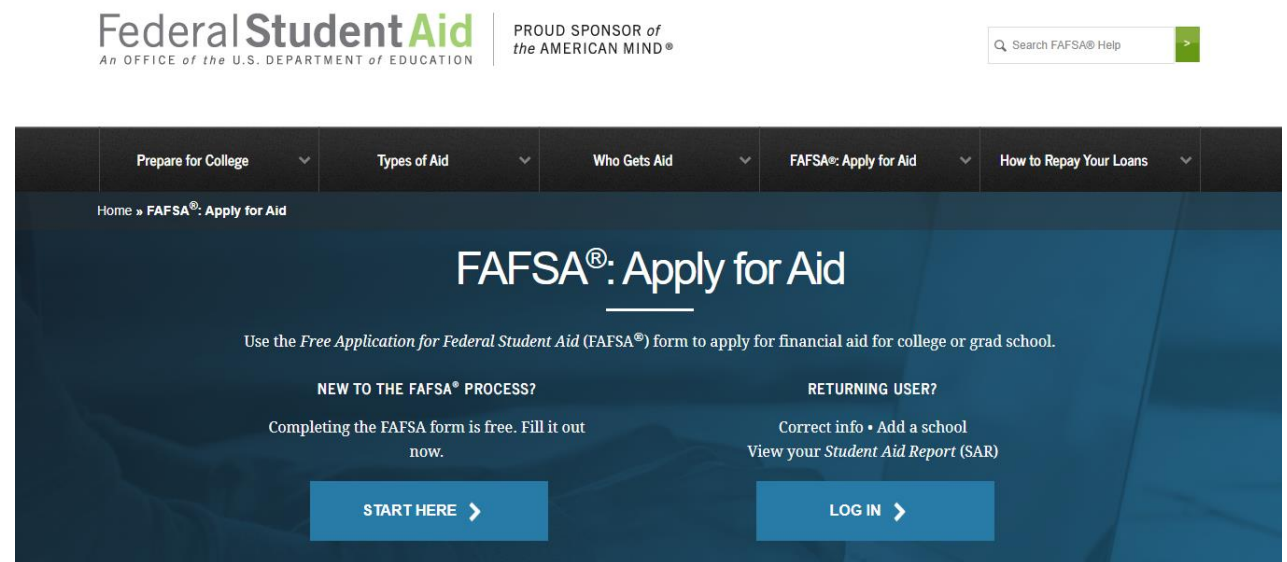 Federal Student Aid
An OFFICE of the U.S. DEPARTMENT of EDUCATION
PROUD SPONSOR of
the AMERICAN MIND®
Search FAFSA® Help
>
Prepare for College
Types of Aid
Who Gets Aid
FAFSA®: Apply for Aid
How to Repay Your Loans
Home » FAFSA®: Apply for Aid
FAFSA®: Apply for Aid
Use the Free Application for Federal Student Aid (FAFSA®) form to apply for financial aid for college or grad school.
NEW TO THE FAFSA® PROCESS?
Completing the FAFSA form is free. Fill it out
now.
START HERE
RETURNING USER?
Correct info • Add a school
View your Student Aid Report (SAR)
LOG IN